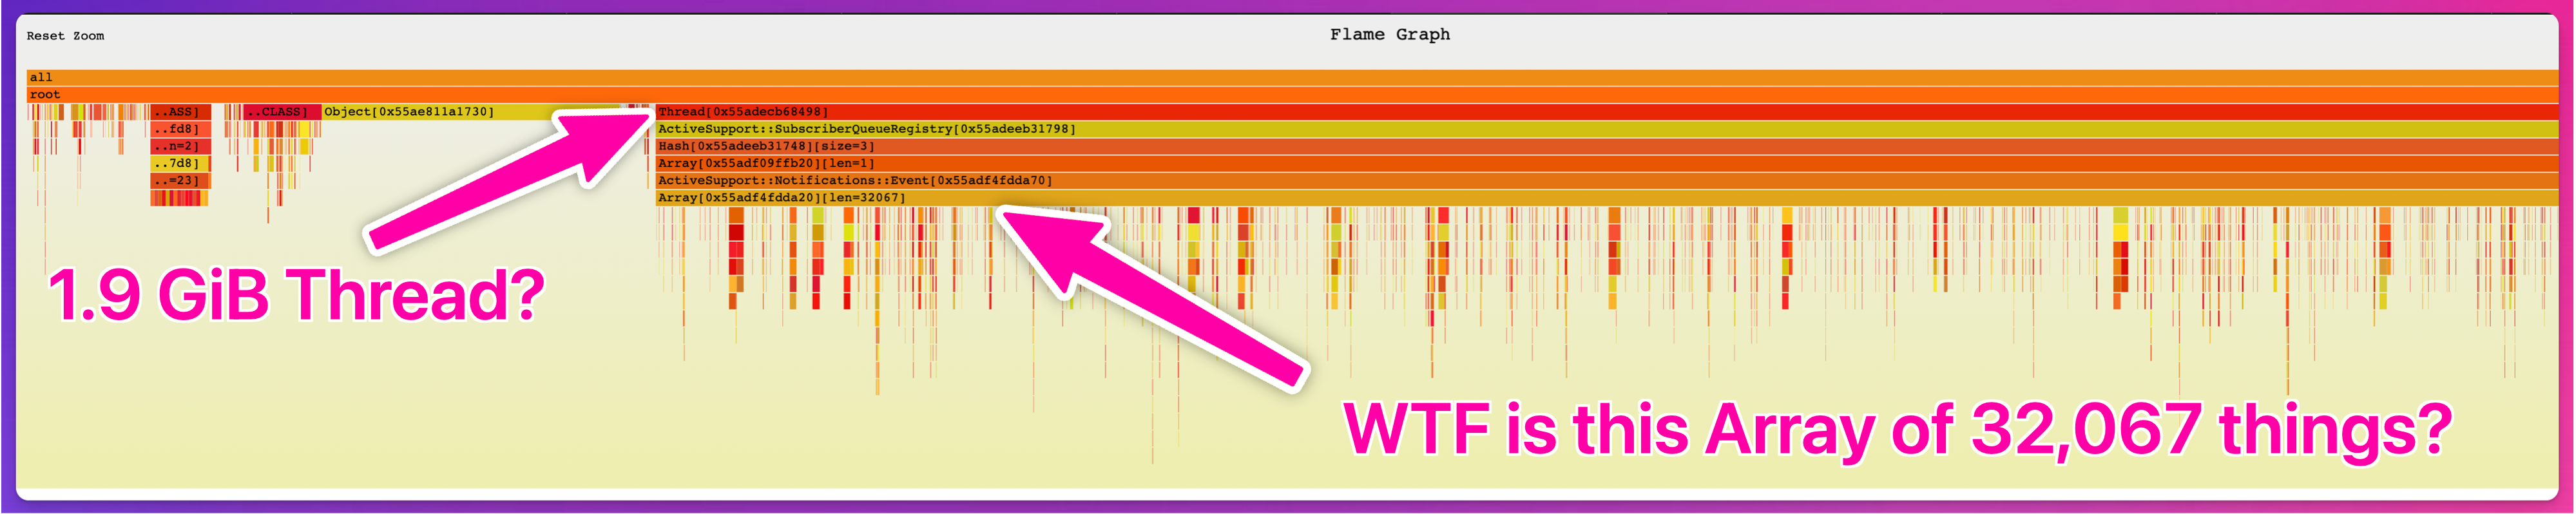 Reset Zoom
Flame Graph
all
root
..ASS]
..CLASS]
Object[0x55ae811a1730]
Thread[0x55adecb68498]
..fd8]
ActiveSupport::SubscriberQueueRegistry[0x55adeeb31798]
..n=2]
Hash[0x55adeeb31748][size=3]
..7d8]
Array[0x55adf09ffb20][len=1]
..=23]
ActiveSupport::Notifications::Event[0x55adf4fdda70]
Array[0x55adf4fdda20][len=32067]
1.9 GiB Thread?
WTF is this Array of 32,067 things?